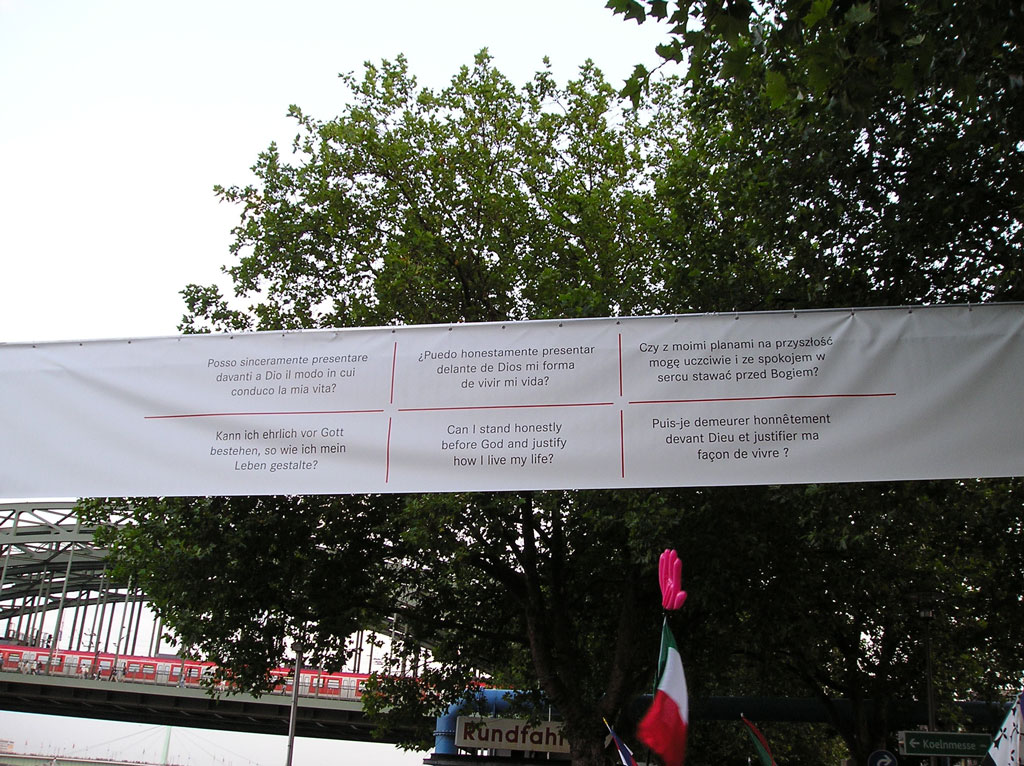 Posso sinceramente presentare
davanti a Dio il modo in cui
conduco la mia vita?
¿Puedo honestamente presentar
delante de Dios mi forma
de vivir mi vida?
Czy z moimi planami na przyszłość
mogę uczciwie i ze spokojem w
sercu stawać przed Bogiem?
Kann ich ehrlich vor Gott
bestehen, so wie ich mein
Leben gestalte?
Can I stand honestly
before God and justify
how I live my life?
Puis-je demeurer honnêtement
devant Dieu et justifier ma
façon de vivre ?
Rundfahr
Koelnmesse